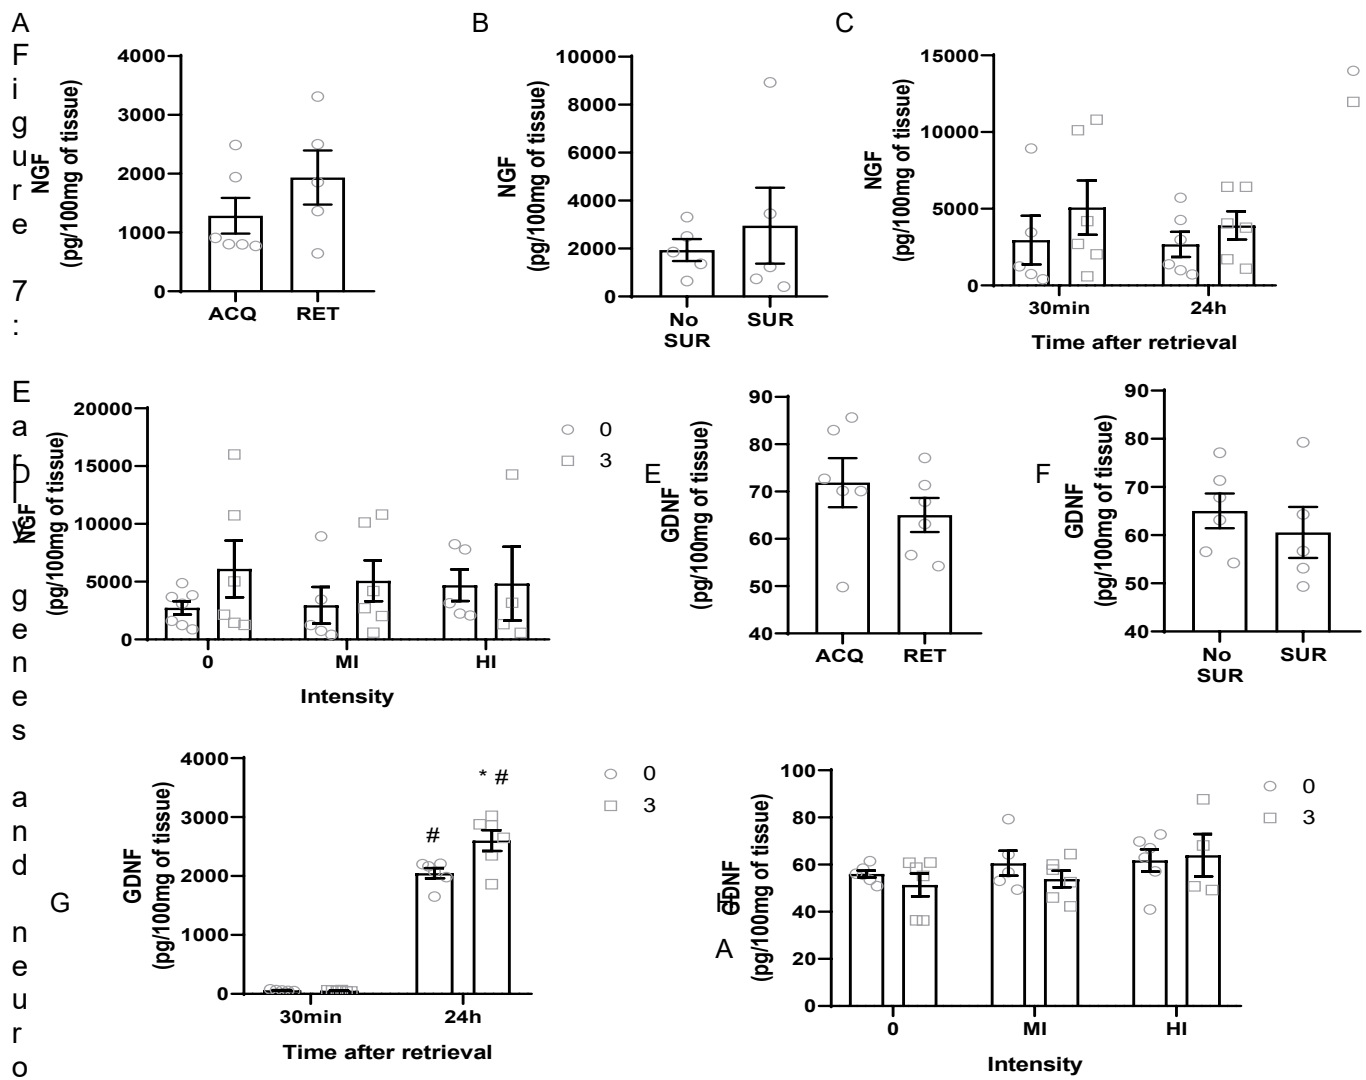 A
B
C
Figure 7: Early genes and neuro
4000
3000
2000
1000
0
NGF
(pg/100mg of tissue)
ACQ
RET
10000
8000
6000
4000
2000
0
NGF
(pg/100mg of tissue)
No
SUR
SUR
15000
10000
5000
0
NGF
(pg/100mg of tissue)
30min
24h
Time after retrieval
D
20000
15000
10000
5000
0
NGF
(pg/100mg of tissue)
0
MI
HI
Intensity
0
3
E
90
80
70
60
50
40
GDNF
(pg/100mg of tissue)
ACQ
RET
F
90
80
70
60
50
40
GDNF
(pg/100mg of tissue)
No
SUR
SUR
G
4000
3000
2000
1000
0
GDNF
(pg/100mg of tissue)
#
* #
30min
24h
Time after retrieval
0
3
H
A
100
80
60
40
20
0
GDNF
(pg/100mg of tissue)
0
MI
HI
Intensity
0
3